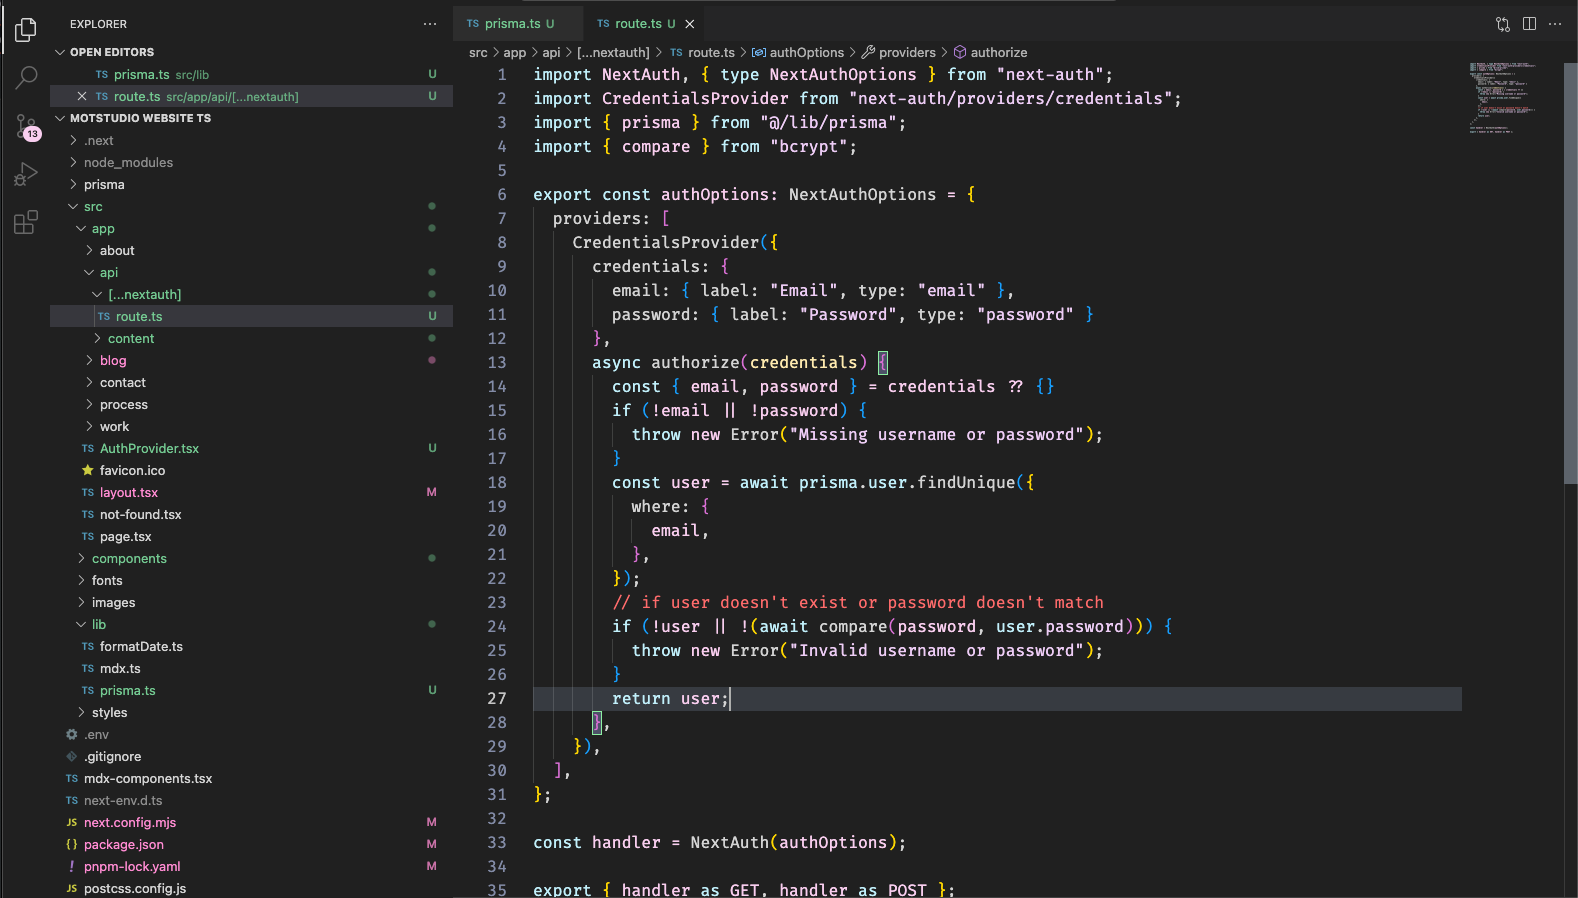 EXPLORER
OPEN EDITORS
TS prisma.ts src/lib U
TS route.ts src/app/api/[...nextauth] U
MOTSTUDIO WEBSITE TS
.next
node_modules
prisma
src
app
about
api
[...nextauth]
TS route.ts U
content
blog
contact
process
work
TS AuthProvider.tsx U
favicon.ico
TS layout.tsx M
TS not-found.tsx
TS page.tsx
components
fonts
images
lib
TS formatDate.ts
TS mdx.ts
TS prisma.ts U
styles
.env
.gitignore
TS mdx-components.tsx
TS next-env.d.ts
JS next.config.mjs M
{} package.json M
! pnpm-lock.yaml M
JS postcss.config.js
13
TS prisma.ts U TS route.ts U
src > app > api > [...nextauth] > TS route.ts > authOptions > providers > authorize
1 import NextAuth, { type NextAuthOptions } from "next-auth";
2 import CredentialsProvider from "next-auth/providers/credentials";
3 import { prisma } from "@/lib/prisma";
4 import { compare } from "bcrypt";
5
6 export const authOptions: NextAuthOptions = {
7 providers: [
8 CredentialsProvider({
9 credentials: {
10 email: { label: "Email", type: "email" },
11 password: { label: "Password", type: "password" }
12 },
13 async authorize(credentials) {
14 const { email, password } = credentials ?? {}
15 if (!email || !password) {
16 throw new Error("Missing username or password");
17 }
18 const user = await prisma.user.findUnique({
19 where: {
20 email,
21 },
22 });
23 // if user doesn't exist or password doesn't match
24 if (!user || !(await compare(password, user.password))) {
25 throw new Error("Invalid username or password");
26 }
27 return user;
28 },
29 }),
30 ],
31 };
32
33 const handler = NextAuth(authOptions);
34
35 export { handler as GET, handler as POST };